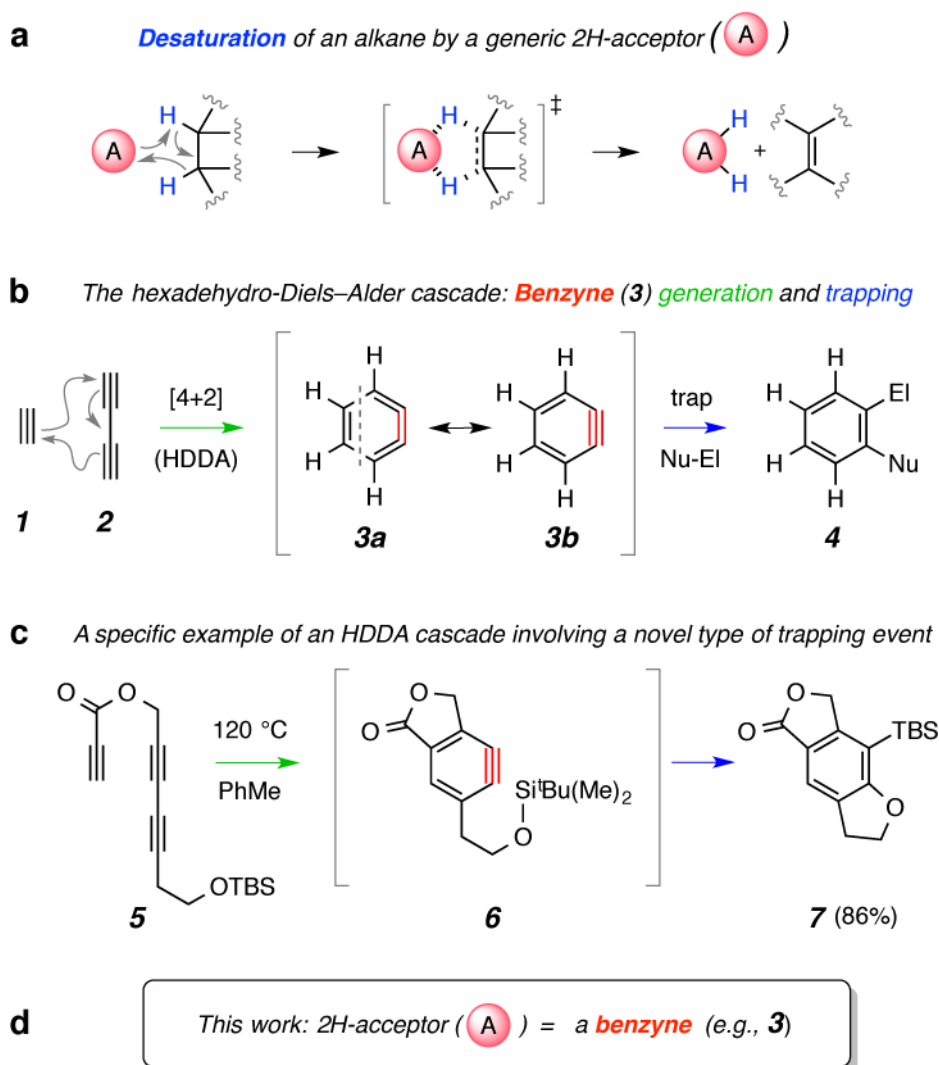 a Desaturation of an alkane by a generic 2H-acceptor ( A )
H
A
H
H
A
H
‡
H
A
H
+
b The hexadehydro-Diels–Alder cascade: Benzyne (3) generation and trapping
1
2
[4+2]
(HDDA)
H
H
H
H
3a
H
H
H
H
3b
trap
Nu-El
H
H
H
H
El
Nu
4
c A specific example of an HDDA cascade involving a novel type of trapping event
O
O
OTBS
5
120 °C
PhMe
O
O
SiᵗBu(Me)₂
O
6
O
O
TBS
O
7 (86%)
d This work: 2H-acceptor ( A ) = a benzyne (e.g., 3)